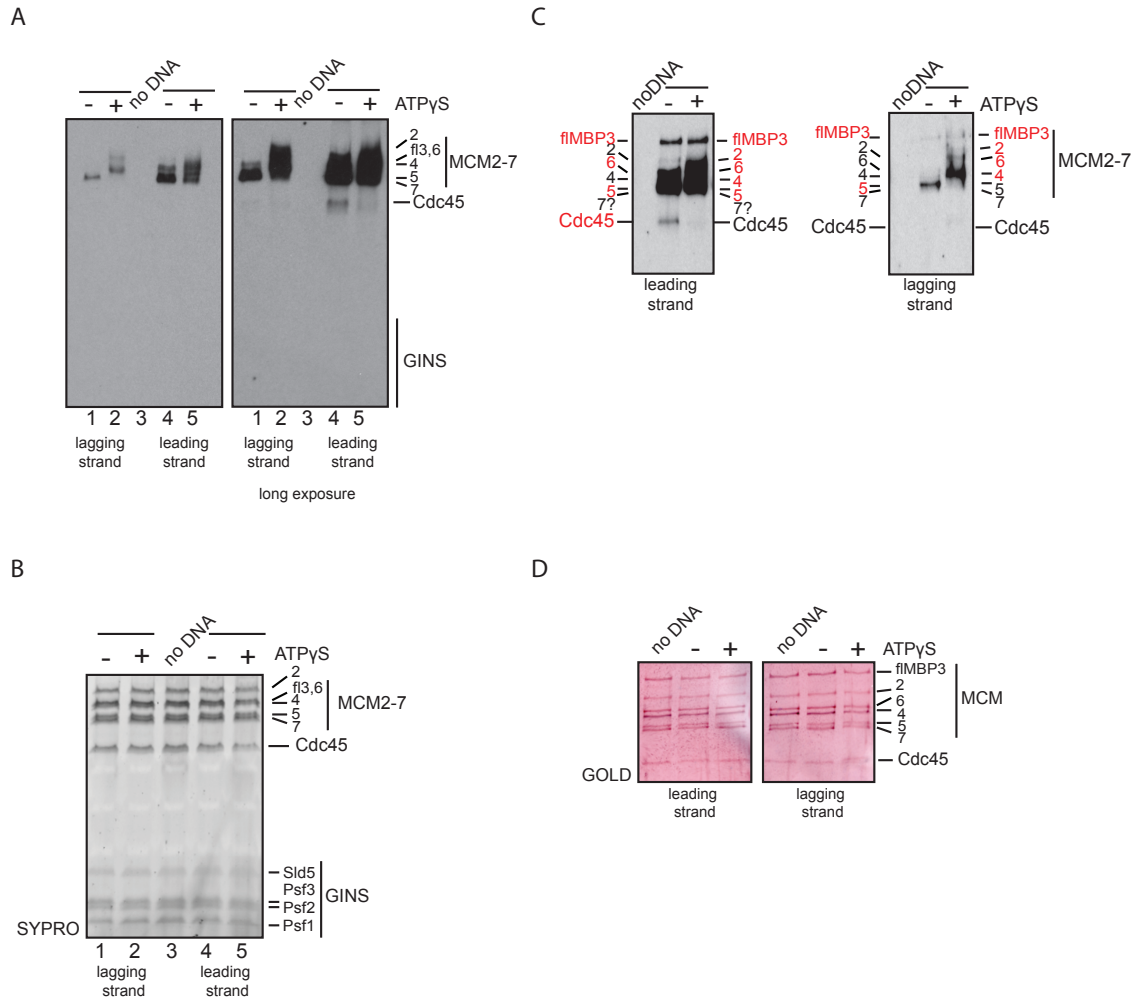 A
no DNA
- + - + ATPγS
no DNA
- + - +
2
fl3,6
4
5
7
MCM2-7
Cdc45
GINS
1 2 3 4 5
lagging strand
leading strand
1 2 3 4 5
lagging strand
leading strand
long exposure
B
no DNA
- + - + ATPγS
2
fl3,6
4
5
7
MCM2-7
Cdc45
Sld5
Psf3
Psf2
Psf1
GINS
SYPRO
1 2 3 4 5
lagging strand
leading strand
C
noDNA
- +
flMBP3
2
6
4
5
7?
Cdc45
flMBP3
2
6
4
5
7?
Cdc45
leading strand
noDNA
- + ATPγS
flMBP3
2
6
4
5
7
Cdc45
flMBP3
2
6
4
5
7
MCM2-7
Cdc45
lagging strand
D
no DNA
- +
no DNA
- + ATPγS
flMBP3
2
6
4
5
7
MCM
Cdc45
GOLD
leading strand
lagging strand